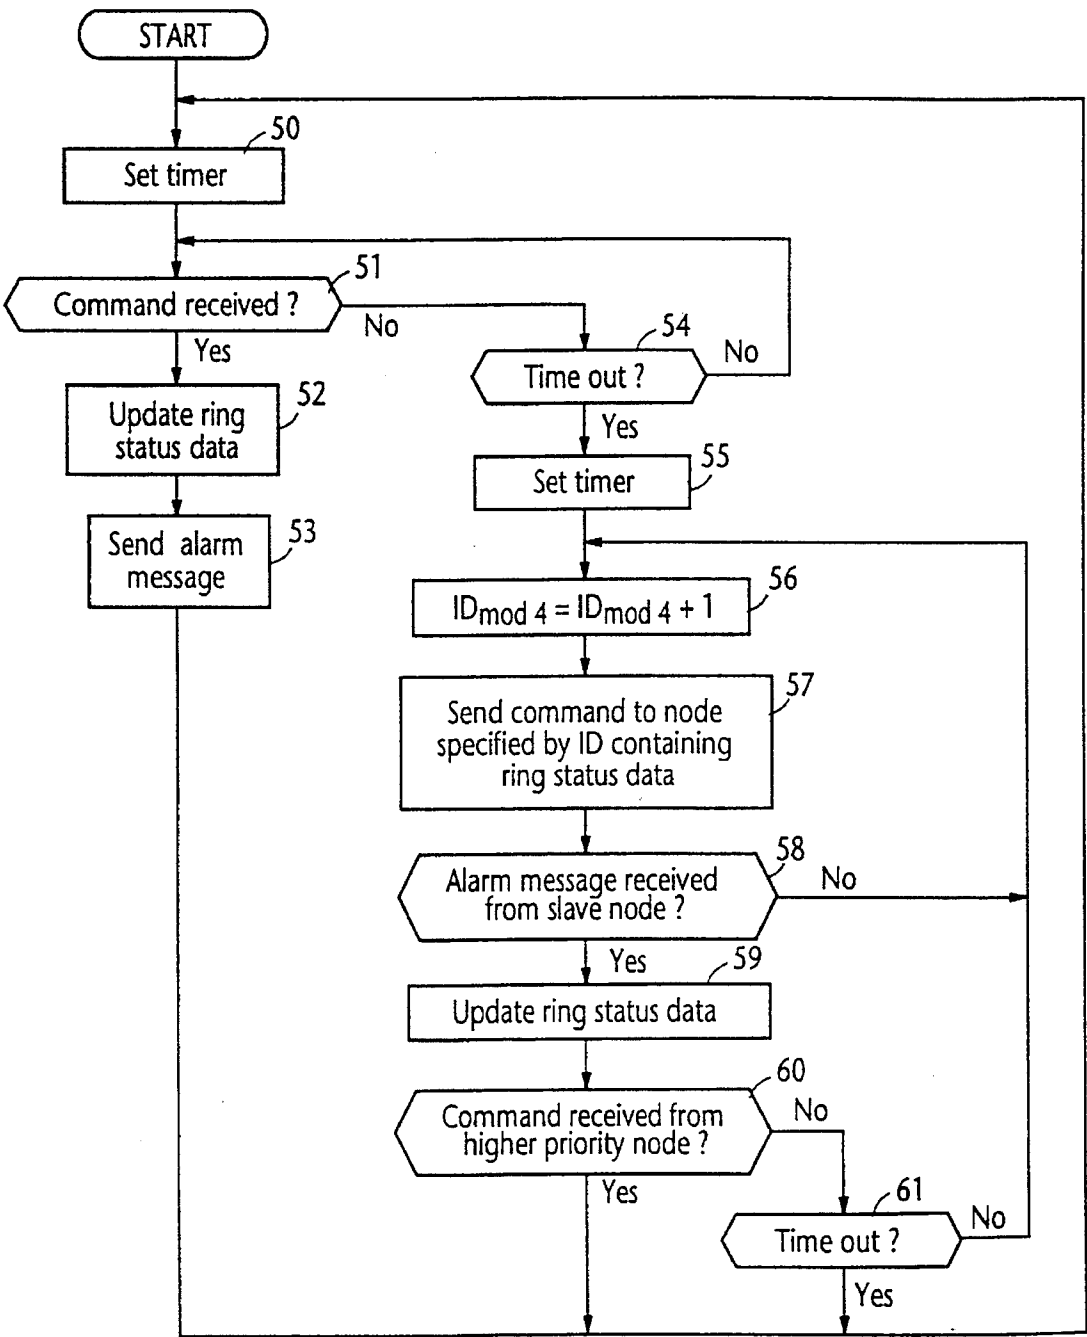 START
50
Set timer
51
Command received ?
No
Yes
54
Time out ?
No
Yes
52
Update ring
status data
55
Set timer
53
Send alarm
message
56
IDmod 4 = IDmod 4 + 1
57
Send command to node
specified by ID containing
ring status data
58
Alarm message received
from slave node ?
No
Yes
59
Update ring status data
60
Command received from
higher priority node ?
No
Yes
61
Time out ?
No
Yes